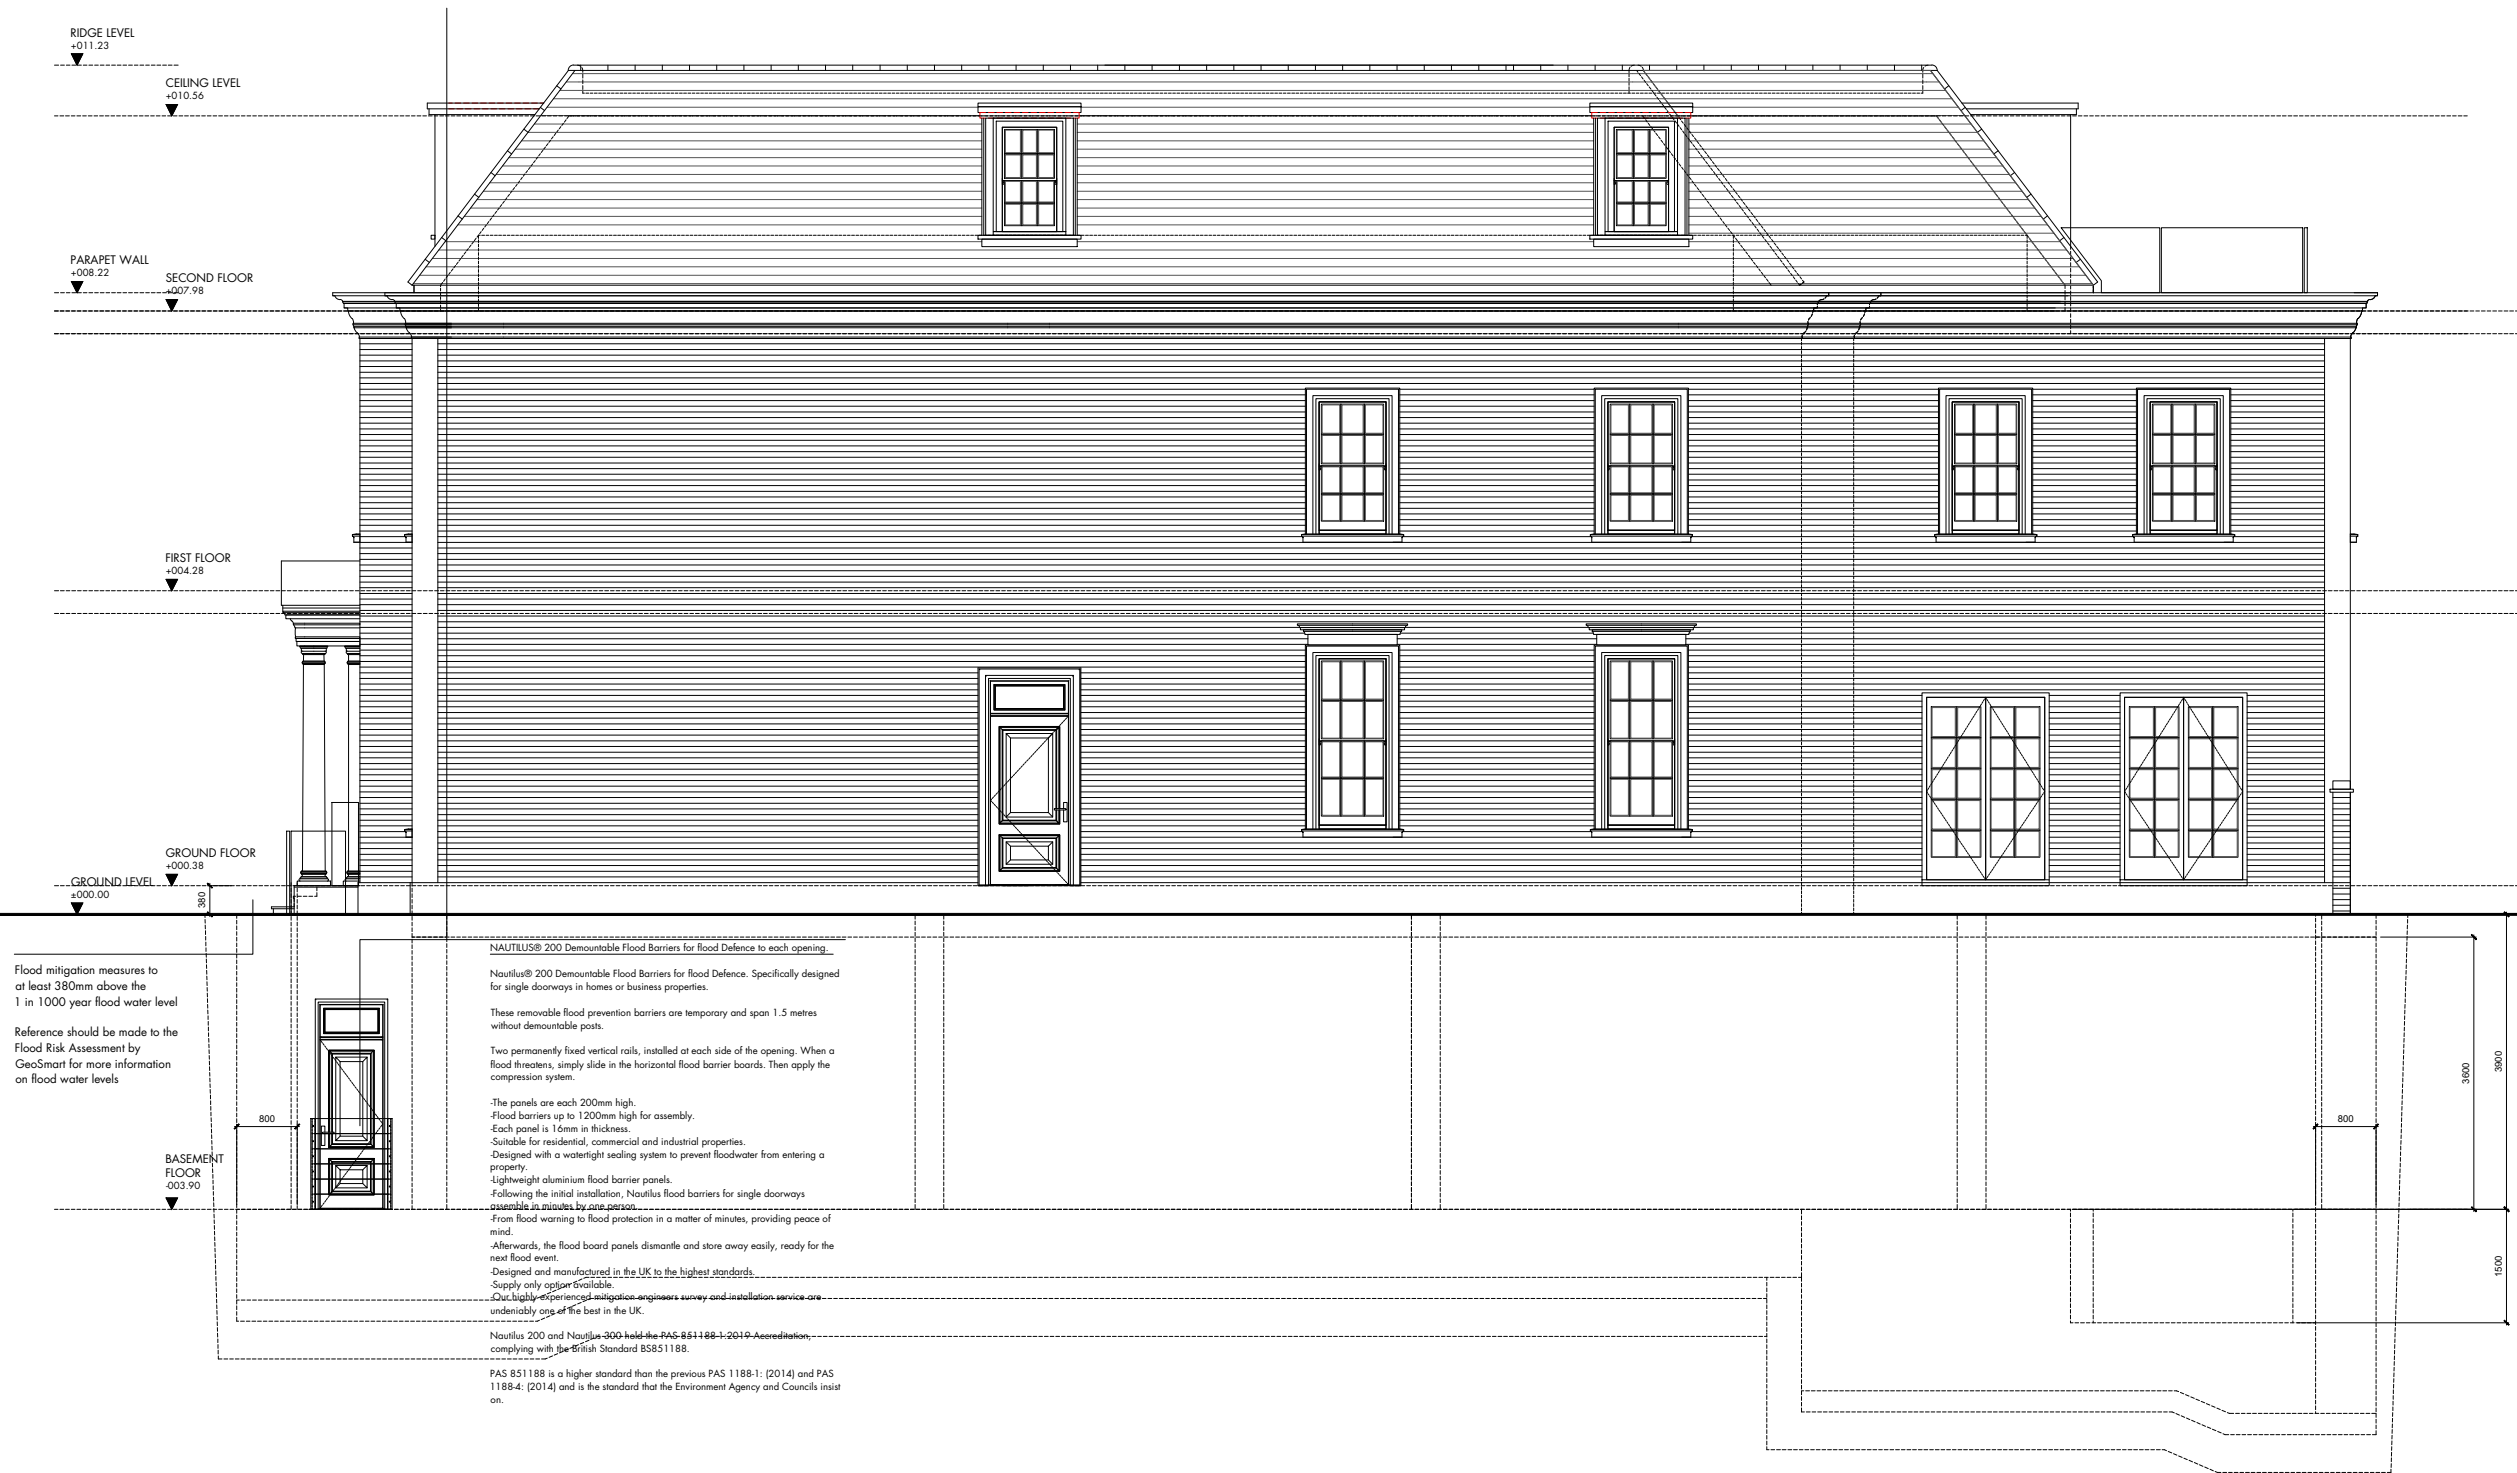 RIDGE LEVEL
+011.23
CEILING LEVEL
+010.56
PARAPET WALL
+008.22
SECOND FLOOR
+007.98
FIRST FLOOR
+004.28
GROUND FLOOR
+000.38
GROUND LEVEL
±000.00
380
Flood mitigation measures to
at least 380mm above the
1 in 1000 year flood water level
Reference should be made to the
Flood Risk Assessment by
GeoSmart for more information
on flood water levels
800
BASEMENT
FLOOR
-003.90
NAUTILUS® 200 Demountable Flood Barriers for flood Defence to each opening.
Nautilus® 200 Demountable Flood Barriers for flood Defence. Specifically designed
for single doorways in homes or business properties.
These removable flood prevention barriers are temporary and span 1.5 metres
without demountable posts.
Two permanently fixed vertical rails, installed at each side of the opening. When a
flood threatens, simply slide in the horizontal flood barrier boards. Then apply the
compression system.
-The panels are each 200mm high.
-Flood barriers up to 1200mm high for assembly.
-Each panel is 16mm in thickness.
-Suitable for residential, commercial and industrial properties.
-Designed with a watertight sealing system to prevent floodwater from entering a
property.
-Lightweight aluminium flood barrier panels.
-Following the initial installation, Nautilus flood barriers for single doorways
assemble in minutes by one person.
-From flood warning to flood protection in a matter of minutes, providing peace of
mind.
-Afterwards, the flood board panels dismantle and store away easily, ready for the
next flood event.
-Designed and manufactured in the UK to the highest standards.
-Supply only option available.
-Our highly experienced mitigation engineers survey and installation service are
undeniably one of the best in the UK.
Nautilus 200 and Nautilus 300 hold the PAS 851188-1:2019 Accreditation,
complying with the British Standard BS851188.
PAS 851188 is a higher standard than the previous PAS 1188-1: (2014) and PAS
1188-4: (2014) and is the standard that the Environment Agency and Councils insist
on.
800
3600
3900
1500